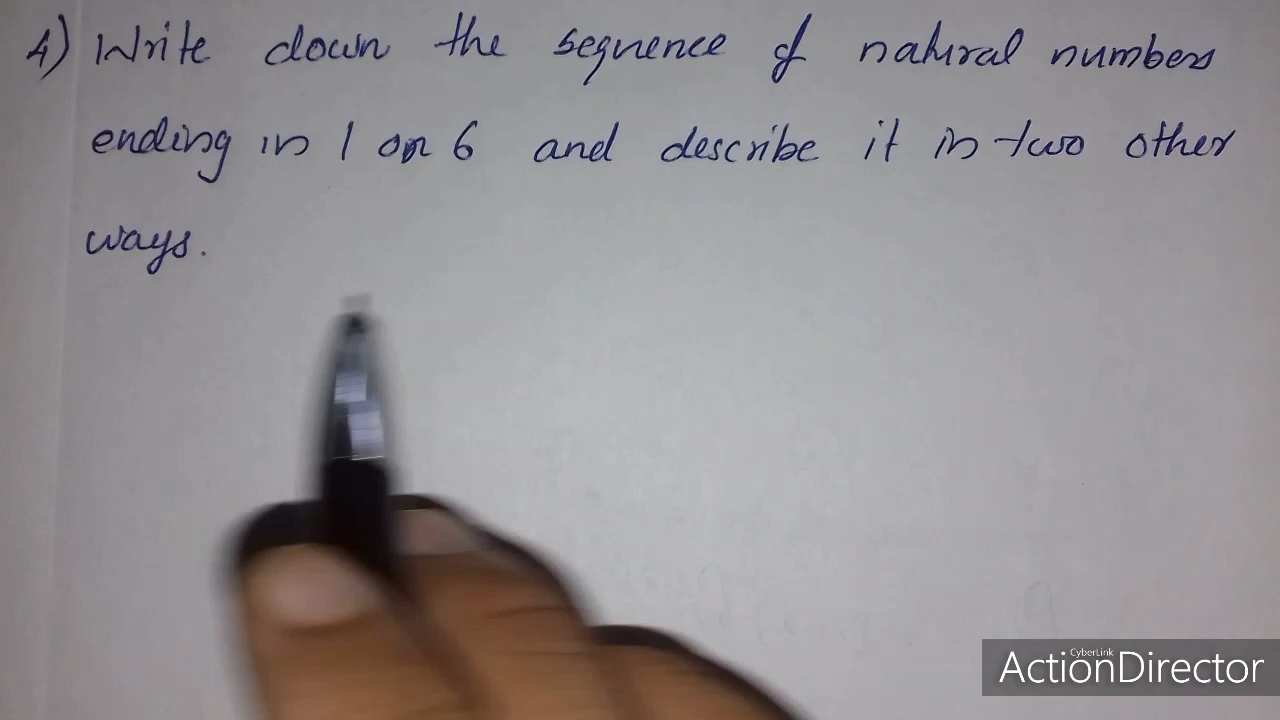 4) Write down the sequence of natural numbers
ending in 1 or 6 and describe it in two other
ways.
CyberLink
ActionDirector